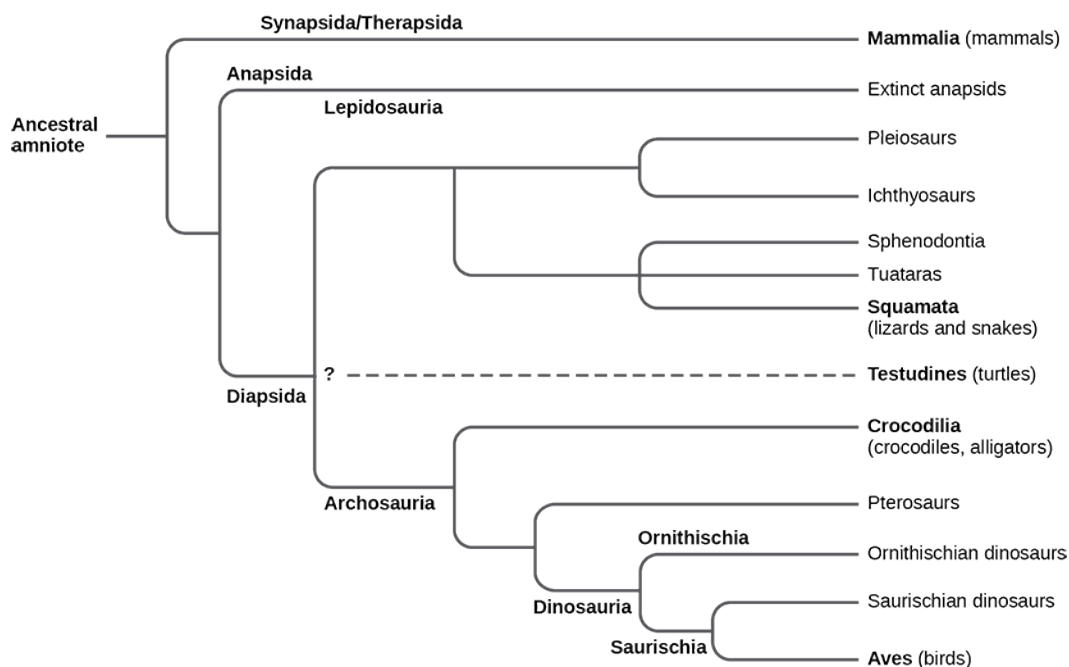 Synapsida/Therapsida
Mammalia (mammals)
Anapsida
Extinct anapsids
Lepidosauria
Ancestral
amniote
Pleiosaurs
Ichthyosaurs
Sphenodontia
Tuataras
Squamata
(lizards and snakes)
?
Testudines (turtles)
Diapsida
Crocodilia
(crocodiles, alligators)
Archosauria
Pterosaurs
Ornithischia
Ornithischian dinosaurs
Dinosauria
Saurischian dinosaurs
Saurischia
Aves (birds)